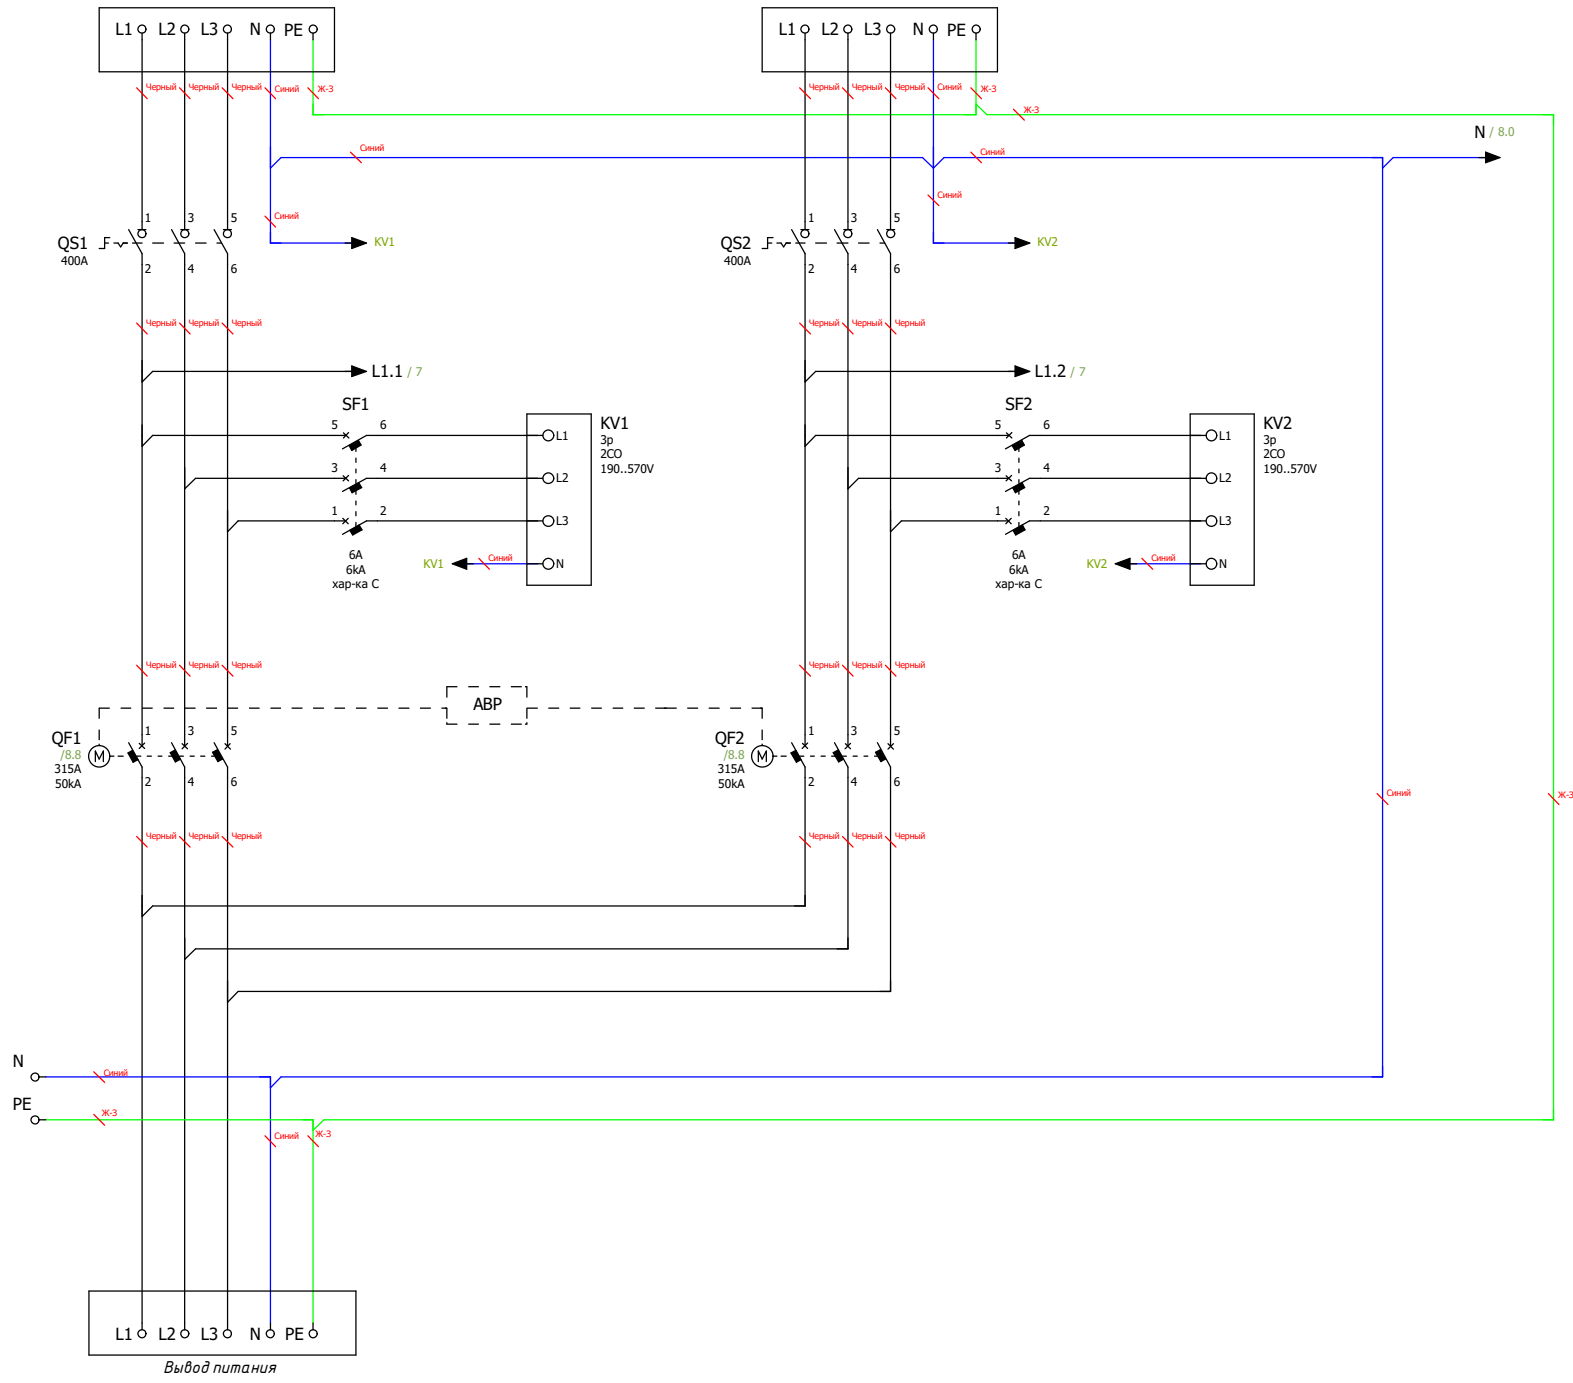 L1 L2 L3 N PE
L1 L2 L3 N PE
Черный Черный Черный Синий Ж-З
Черный Черный Черный Синий Ж-З
Ж-З
N / 8.0
Синий
Синий
Синий
Синий
1 3 5
1 3 5
QS1
400A
KV1
QS2
400A
KV2
2 4 6
2 4 6
Черный Черный Черный
Черный Черный Черный
L1.1 / 7
L1.2 / 7
SF1
5 6
3 4
1 2
6A
6kA
хар-ка C
L1
L2
L3
N
KV1
3p
2CO
190..570V
KV1
Синий
SF2
5 6
3 4
1 2
6A
6kA
хар-ка C
L1
L2
L3
N
KV2
3p
2CO
190..570V
KV2
Синий
Черный Черный Черный
Черный Черный Черный
АВР
QF1
/8.8
315A
50kA
M
1 3 5
2 4 6
QF2
/8.8
315A
50kA
M
1 3 5
2 4 6
Синий
Ж-З
Черный Черный Черный
Черный Черный Черный
N
Синий
PE
Ж-З
Синий Ж-З
L1 L2 L3 N PE
Вывод питания